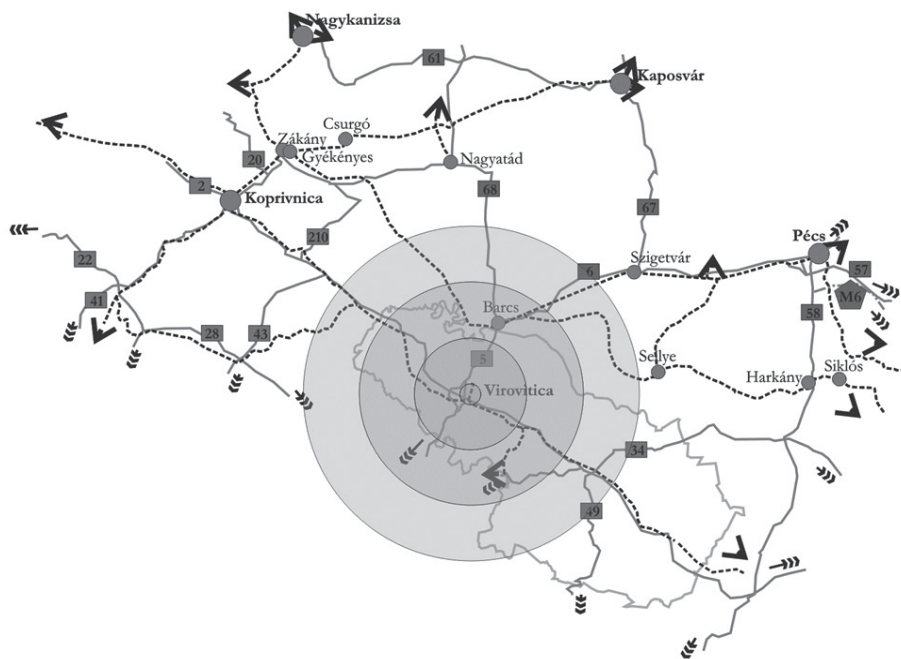 Nagykanizsa
61
Kaposvár
Csurgó
Zákány
Gyékényes
20
Nagyatád
2
68
Koprivnica
67
210
Pécs
22
Szigetvár
6
57
M6
41
Barcs
58
28
43
5
Sellye
Siklós
Harkány
Virovitica
34
49